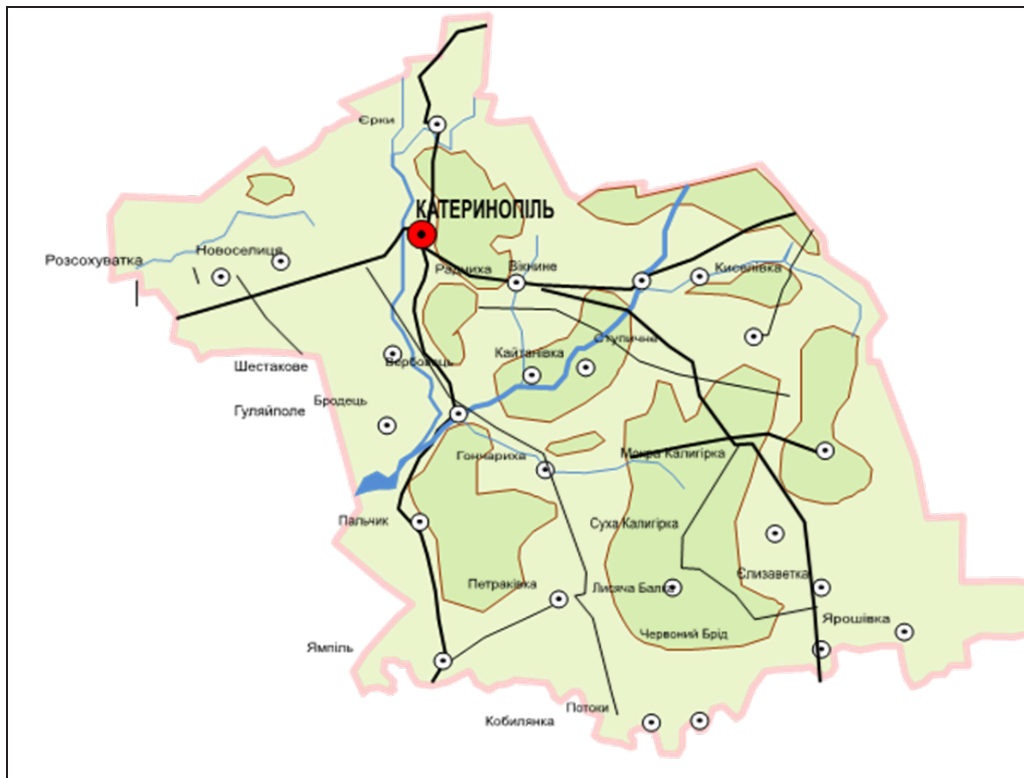 Єрки
КАТЕРИНОПІЛЬ
Новоселиця
Розсохуватка
Радчиха
Вікнине
Киселівка
Ступичне
Кайтанівка
Вербовець
Шестакове
Бродець
Гуляйполе
Гончариха
Мокра Калигірка
Пальчик
Суха Калигірка
Єлизаветка
Петраківка
Лисяча Балка
Ярошівка
Червоний Брід
Ямпіль
Потоки
Кобилянка